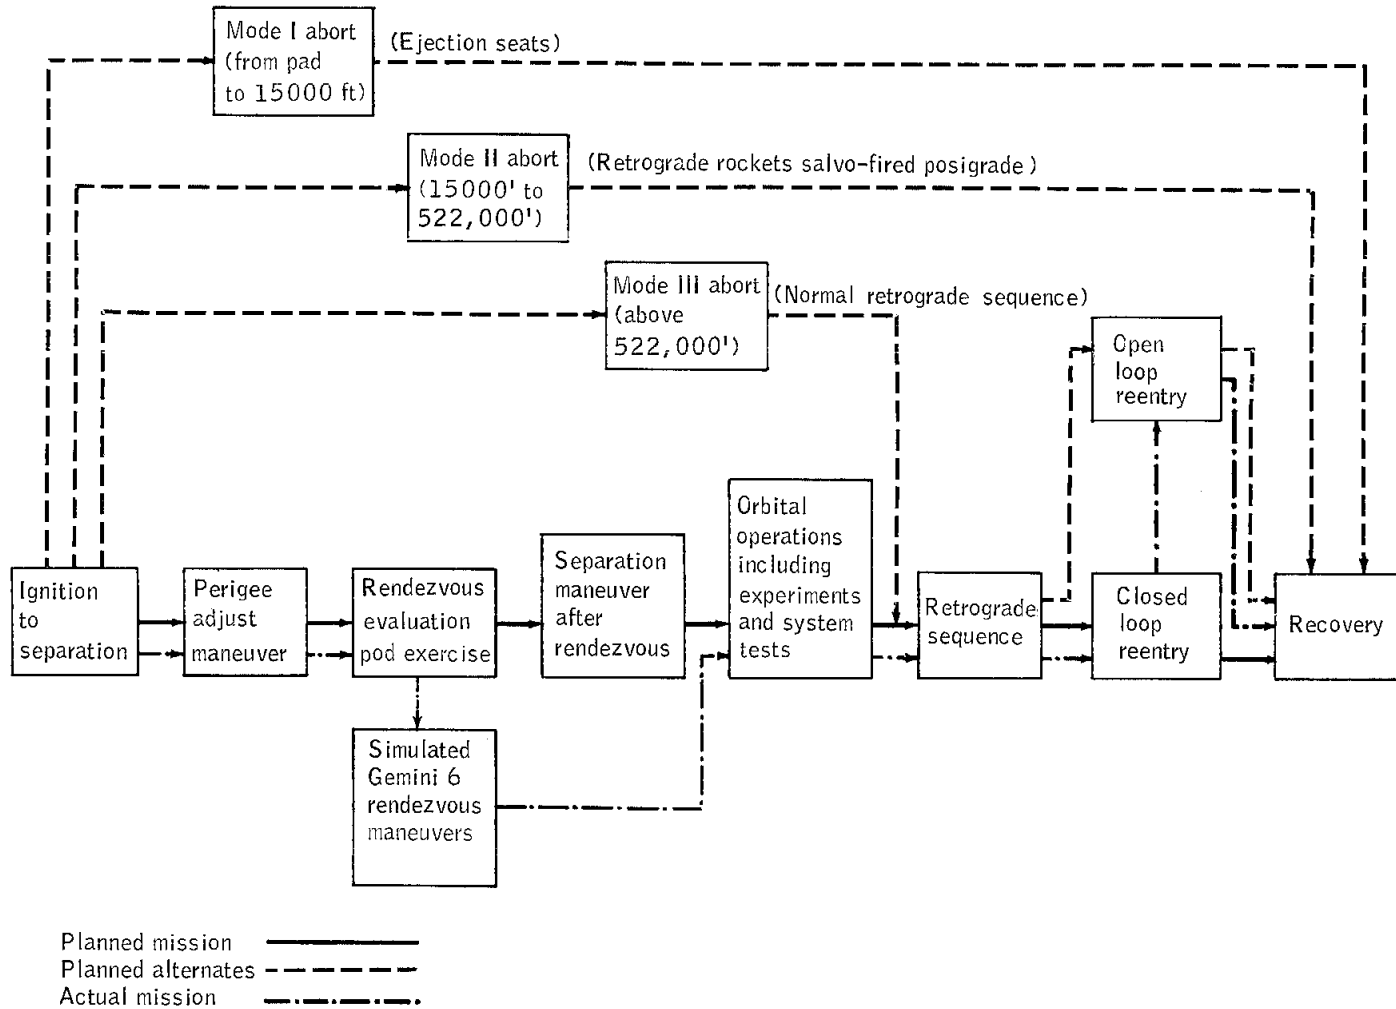 Mode I abort
(from pad
to 15000 ft)
(Ejection seats)
Mode II abort
(15000' to
522,000')
(Retrograde rockets salvo-fired posigrade)
Mode III abort
(above
522,000')
(Normal retrograde sequence)
Open
loop
reentry
Ignition
to
separation
Perigee
adjust
maneuver
Rendezvous
evaluation
pod exercise
Separation
maneuver
after
rendezvous
Orbital
operations
including
experiments
and system
tests
Retrograde
sequence
Closed
loop
reentry
Recovery
Simulated
Gemini 6
rendezvous
maneuvers
Planned mission
Planned alternates
Actual mission